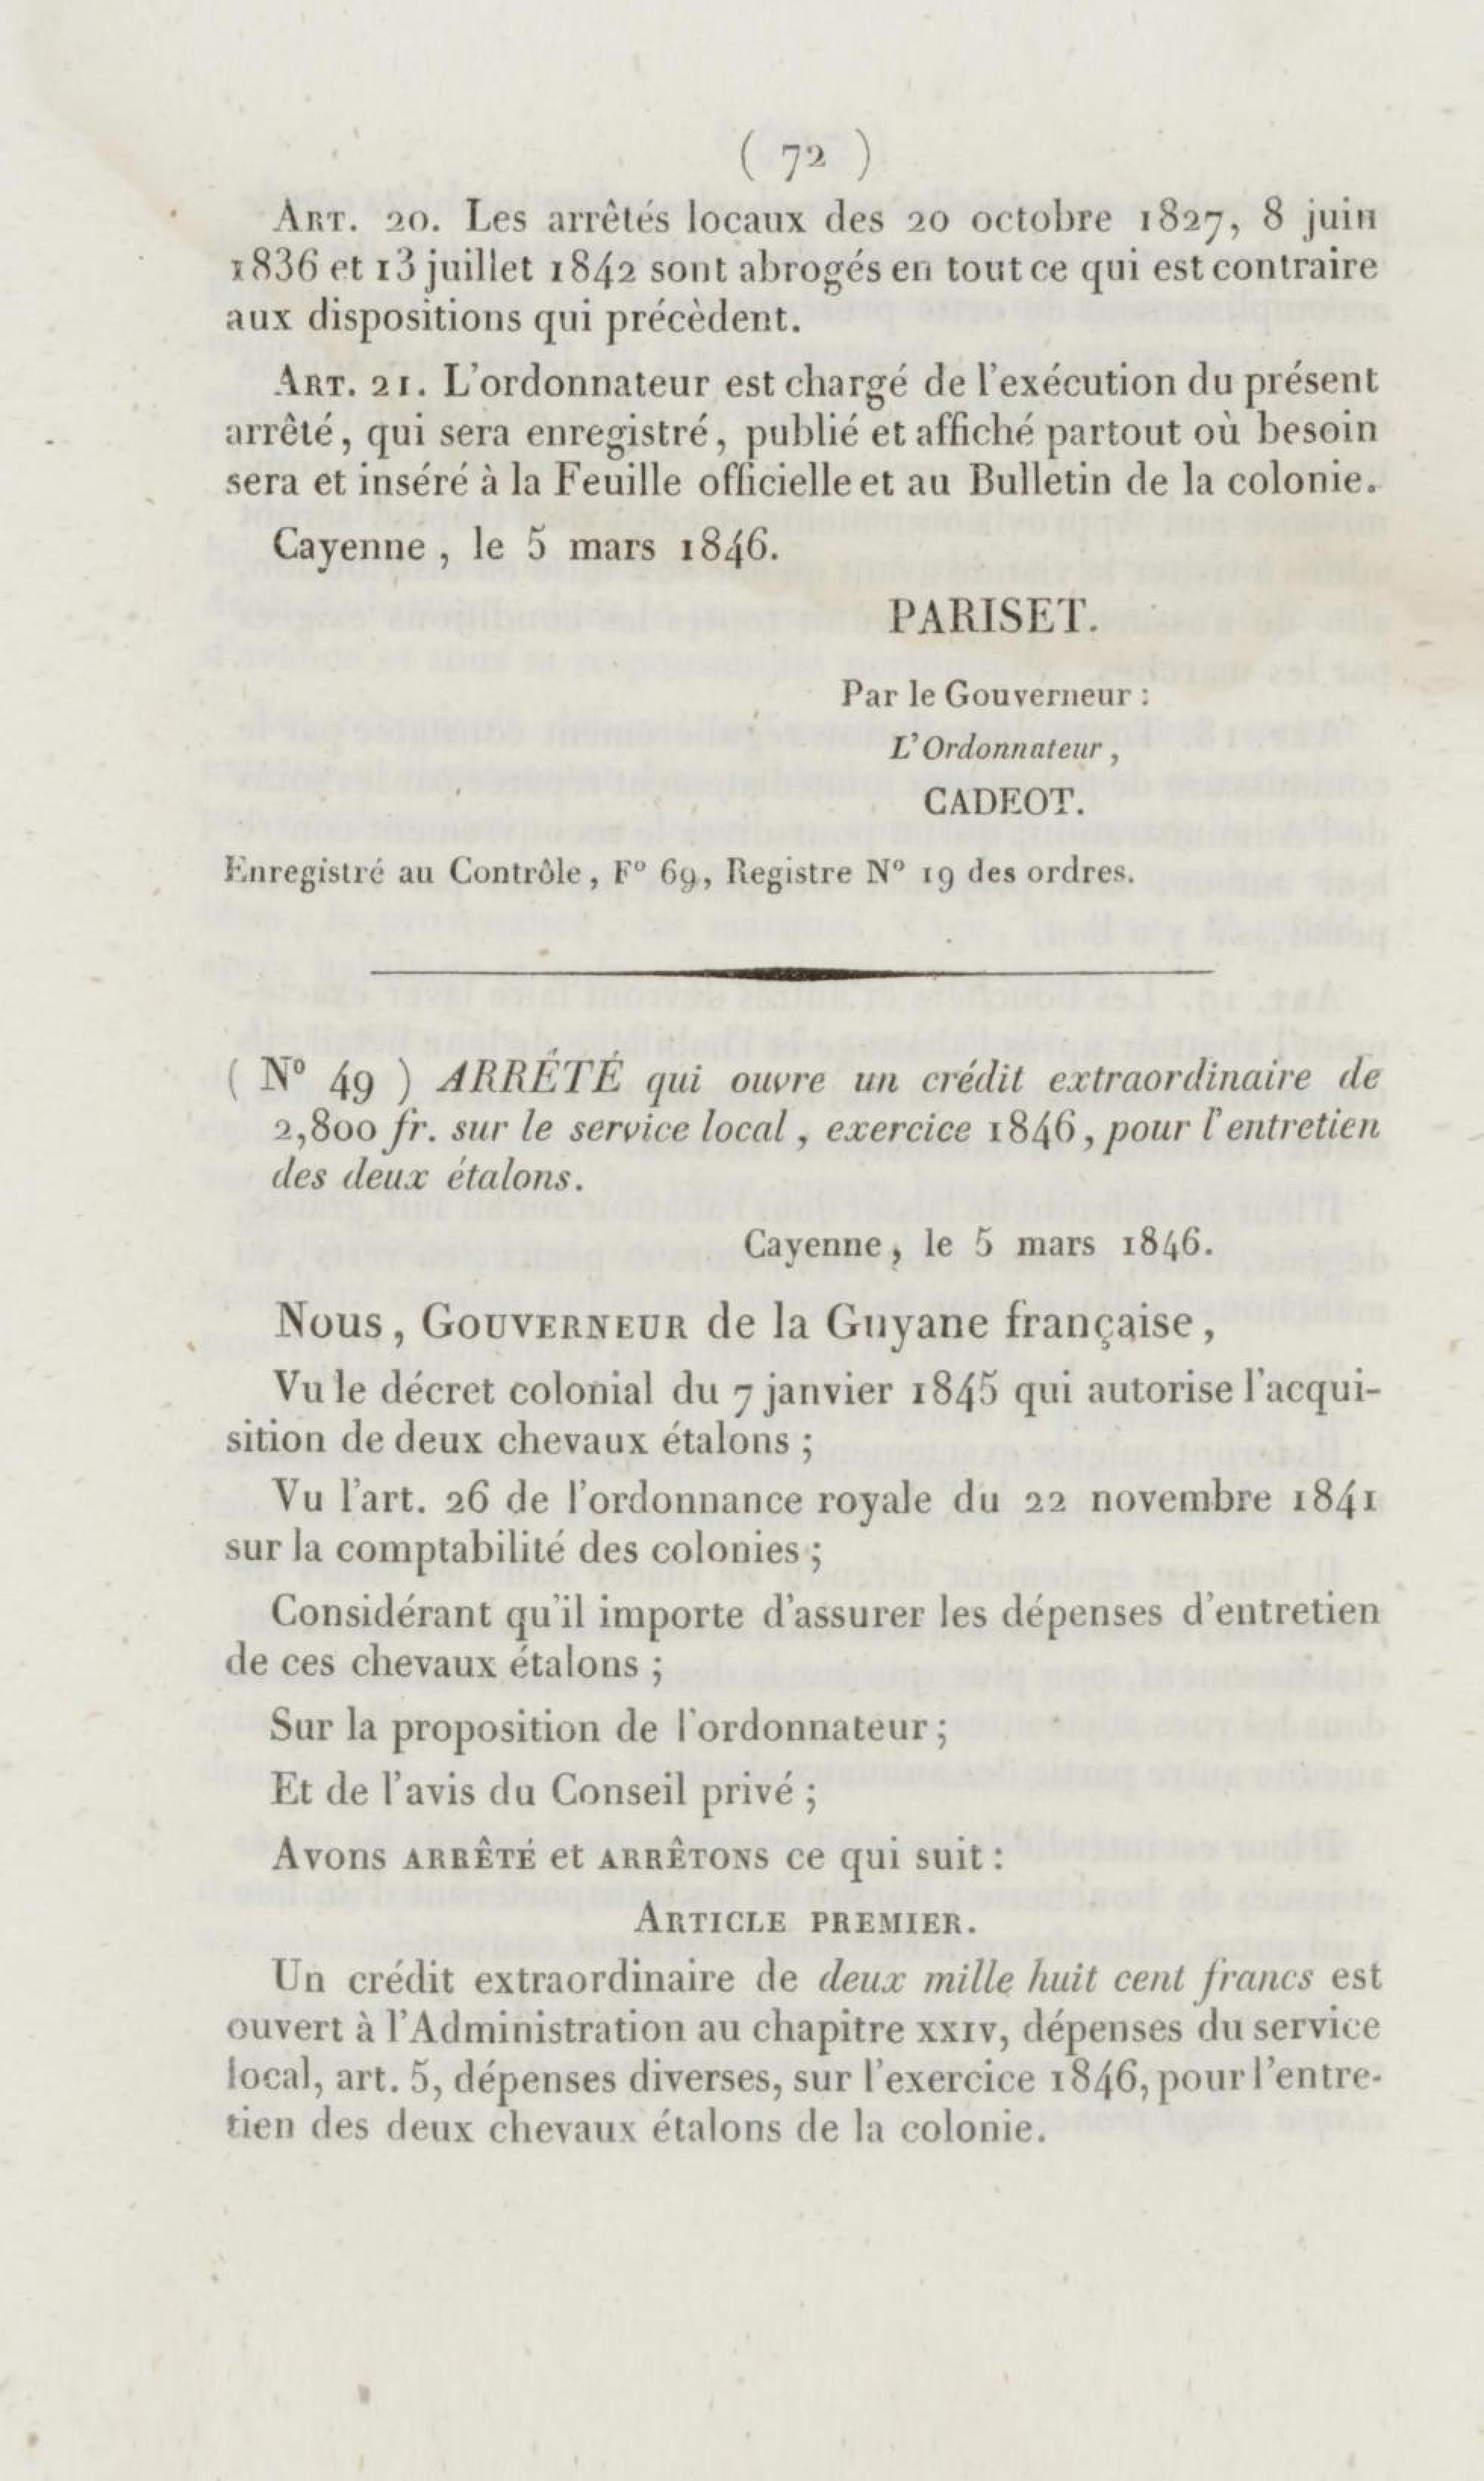 ( 72 )
ART. 20. Les arrêtés locaux des 20 octobre 1827, 8 juin
1836 et 13 juillet 1842 sont abrogés en tout ce qui est contraire
aux dispositions qui précèdent.
ART. 21. L'ordonnateur est chargé de l'exécution du présent
arrêté, qui sera enregistré, publié et affiché partout où besoin
sera et inséré à la Feuille officielle et au Bulletin de la colonie.
Cayenne, le 5 mars 1846.
PARISET.
Par le Gouverneur :
L'Ordonnateur,
CADEOT.
Enregistré au Contrôle, F° 69, Registre N° 19 des ordres.
( N° 49 ) ARRÊTÉ qui ouvre un crédit extraordinaire de
2,800 fr. sur le service local, exercice 1846, pour l'entretien
des deux étalons.
Cayenne, le 5 mars 1846.
Nous, GOUVERNEUR de la Guyane française,
Vu le décret colonial du 7 janvier 1845 qui autorise l'acqui-
sition de deux chevaux étalons ;
Vu l'art. 26 de l'ordonnance royale du 22 novembre 1841
sur la comptabilité des colonies ;
Considérant qu'il importe d'assurer les dépenses d'entretien
de ces chevaux étalons ;
Sur la proposition de l'ordonnateur ;
Et de l'avis du Conseil privé ;
Avons ARRÊTÉ et ARRÊTONS ce qui suit :
ARTICLE PREMIER.
Un crédit extraordinaire de deux mille huit cent francs est
ouvert à l'Administration au chapitre XXIV, dépenses du service
local, art. 5, dépenses diverses, sur l'exercice 1846, pour l'entre-
tien des deux chevaux étalons de la colonie.